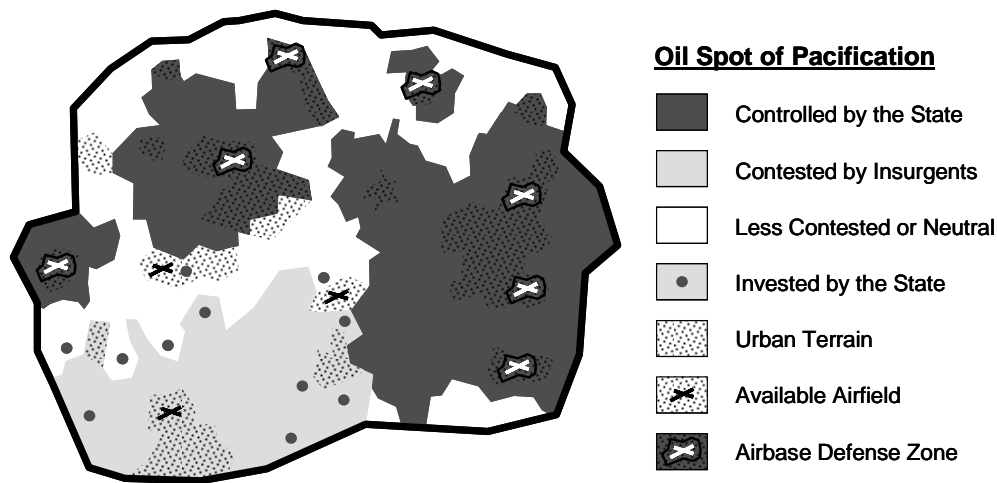 Oil Spot of Pacification
Controlled by the State
Contested by Insurgents
Less Contested or Neutral
Invested by the State
Urban Terrain
Available Airfield
Airbase Defense Zone